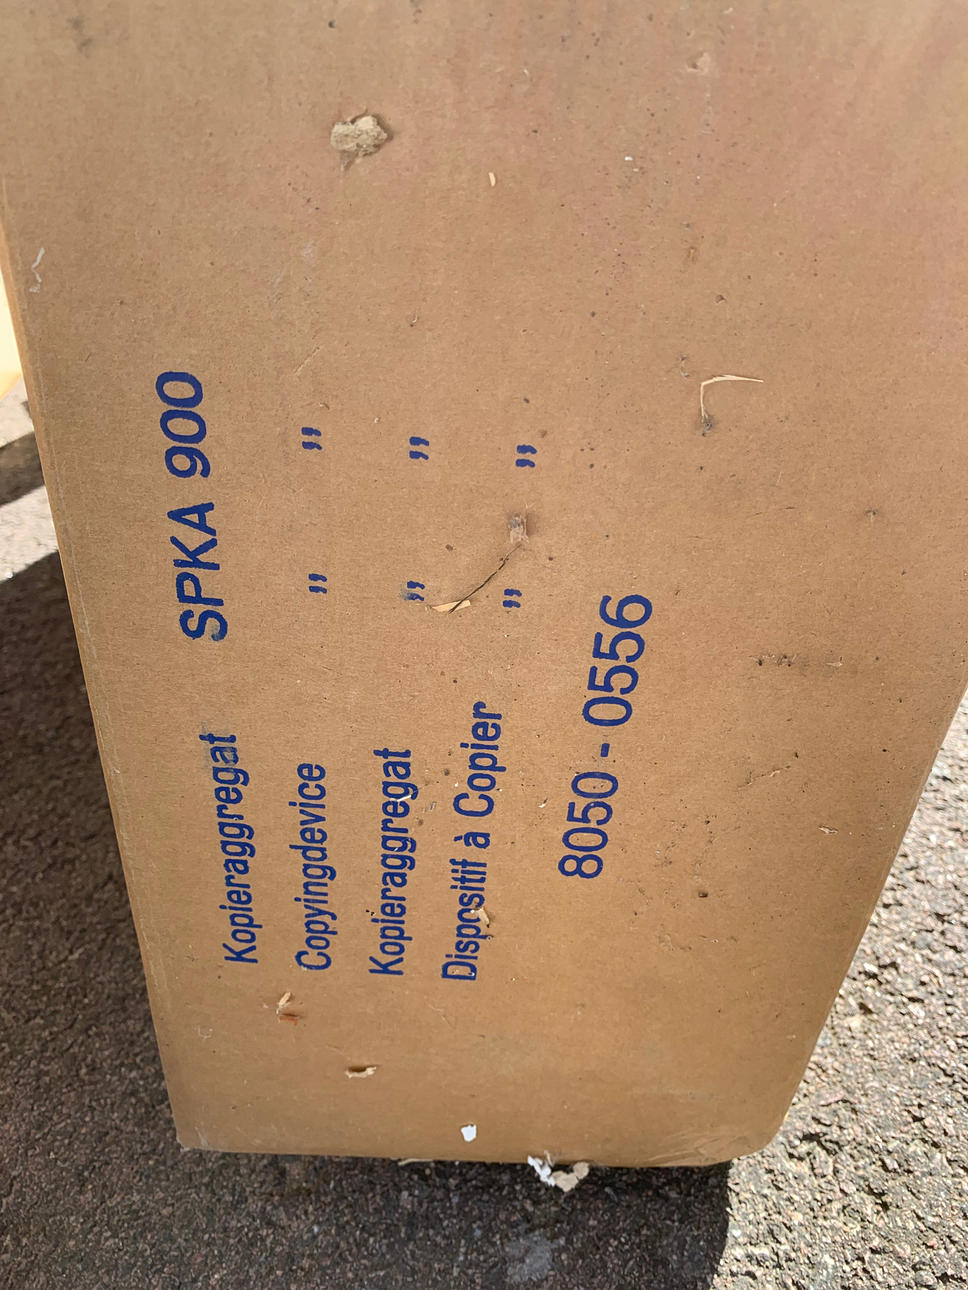 Kopieraggregat SPKA 900
Copyingdevice " "
Kopieraggregat " "
Dispositif à Copier " "
8050 - 0556